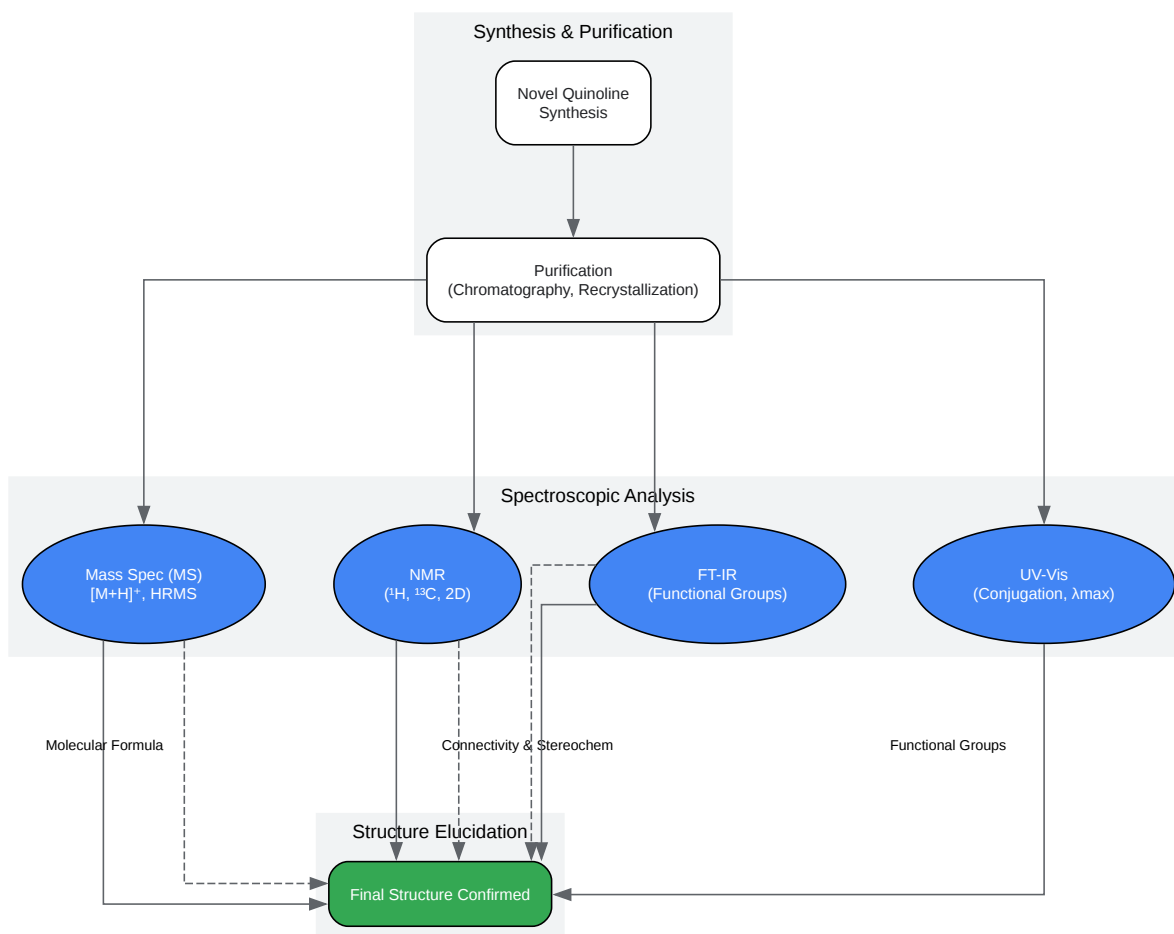 Synthesis & Purification
Novel Quinoline
Synthesis
Purification
(Chromatography, Recrystallization)
Spectroscopic Analysis
Mass Spec (MS)
[M+H]⁺, HRMS
NMR
(¹H, ¹³C, 2D)
FT-IR
(Functional Groups)
UV-Vis
(Conjugation, λmax)
Molecular Formula
Connectivity & Stereochem
Functional Groups
Structure Elucidation
Final Structure Confirmed